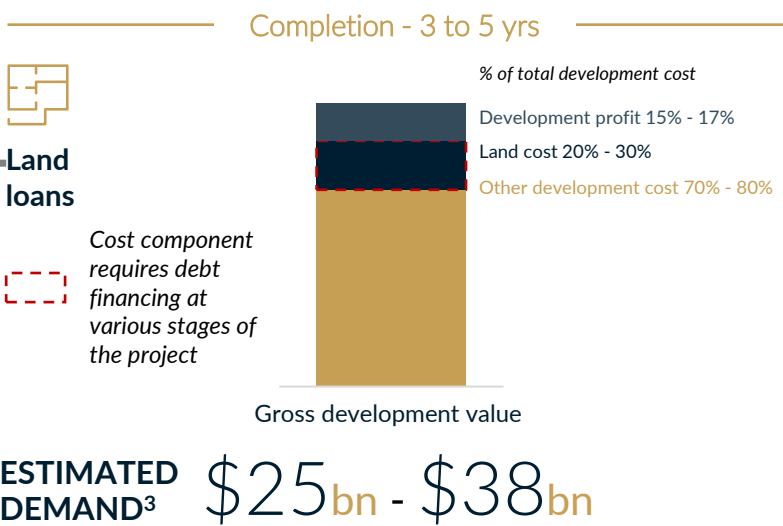 Completion - 3 to 5 yrs
% of total development cost
Development profit 15% - 17%
Land cost 20% - 30%
Other development cost 70% - 80%
Land
loans
Cost component
requires debt
financing at
various stages of
the project
Gross development value
ESTIMATED
DEMAND³
$25bn - $38bn